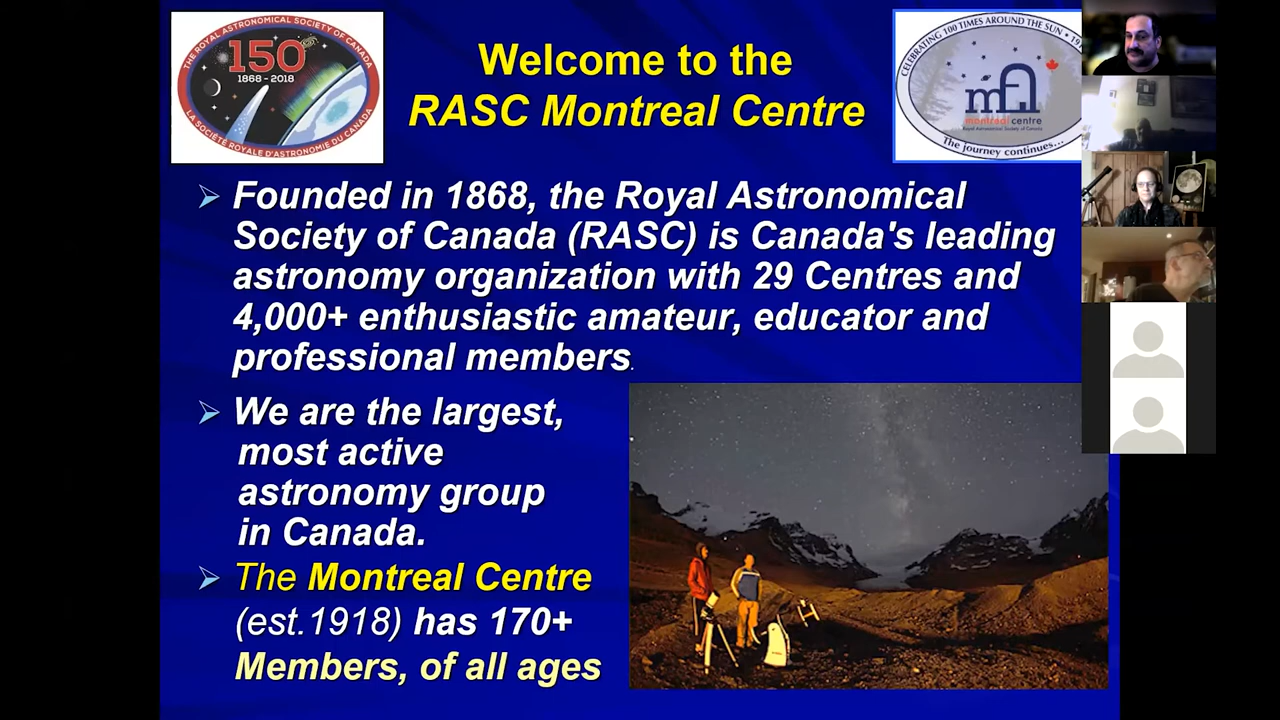 THE ROYAL ASTRONOMICAL SOCIETY OF CANADA
150
1868 - 2018
LA SOCIÉTÉ ROYALE D'ASTRONOMIE DU CANADA
Welcome to the
RASC Montreal Centre
CELEBRATING 100 TIMES AROUND THE SUN • 19
montreal centre
Royal Astronomical Society of Canada
The journey continues...
Founded in 1868, the Royal Astronomical
Society of Canada (RASC) is Canada's leading
astronomy organization with 29 Centres and
4,000+ enthusiastic amateur, educator and
professional members.
We are the largest,
most active
astronomy group
in Canada.
The Montreal Centre
(est.1918) has 170+
Members, of all ages